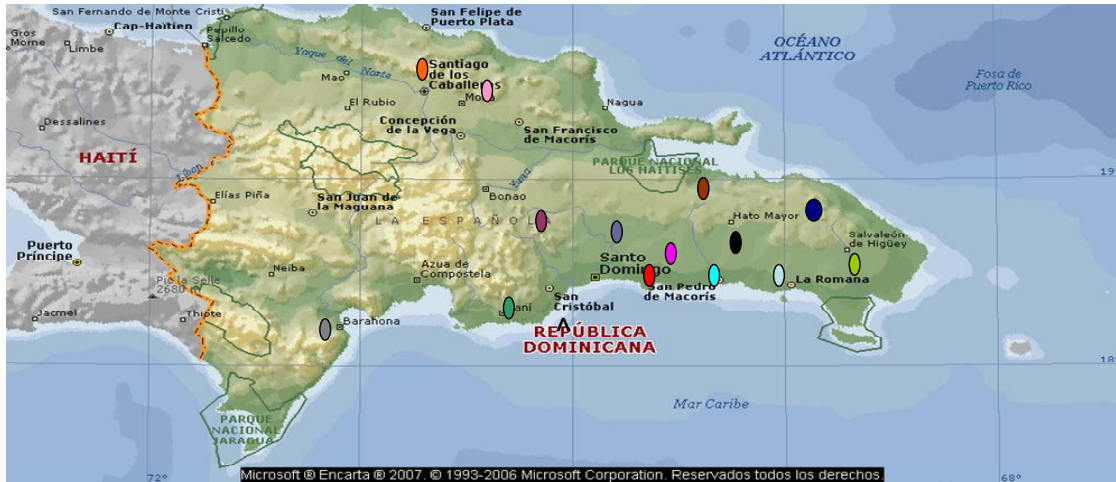 San Fernando de Monte Cristi
Cap-Haïtien
Pepillo
Salcedo
Gros
Morne
Limbe
San Felipe de
Puerto Plata
OCÉANO
ATLÁNTICO
Fosa de
Puerto Rico
Yaque del Norte
Mao
Santiago
de los
Caballeros
El Rubio
Nagua
Dessalines
Concepción
de la Vega
San Francisco
de Macorís
HAITÍ
PARQUE NACIONAL
LOS HAITISES
19°
Yuna
Elías Piña
San Juan de
la Maguana
Bonao
LA ESPAÑOLA
Hato Mayor
Salvaleón
de Higüey
Puerto
Príncipe
Neiba
Azua de
Compostela
Santo
Domingo
Pic la Selle
2680 m
San Pedro
de Macorís
La Romana
San
Cristóbal
Jacmel
Thiote
Barahona
REPÚBLICA
DOMINICANA
18°
Mar Caribe
PARQUE
NACIONAL
JARAGUA
72°
68°
Microsoft ® Encarta ® 2007. © 1993-2006 Microsoft Corporation. Reservados todos los derechos.